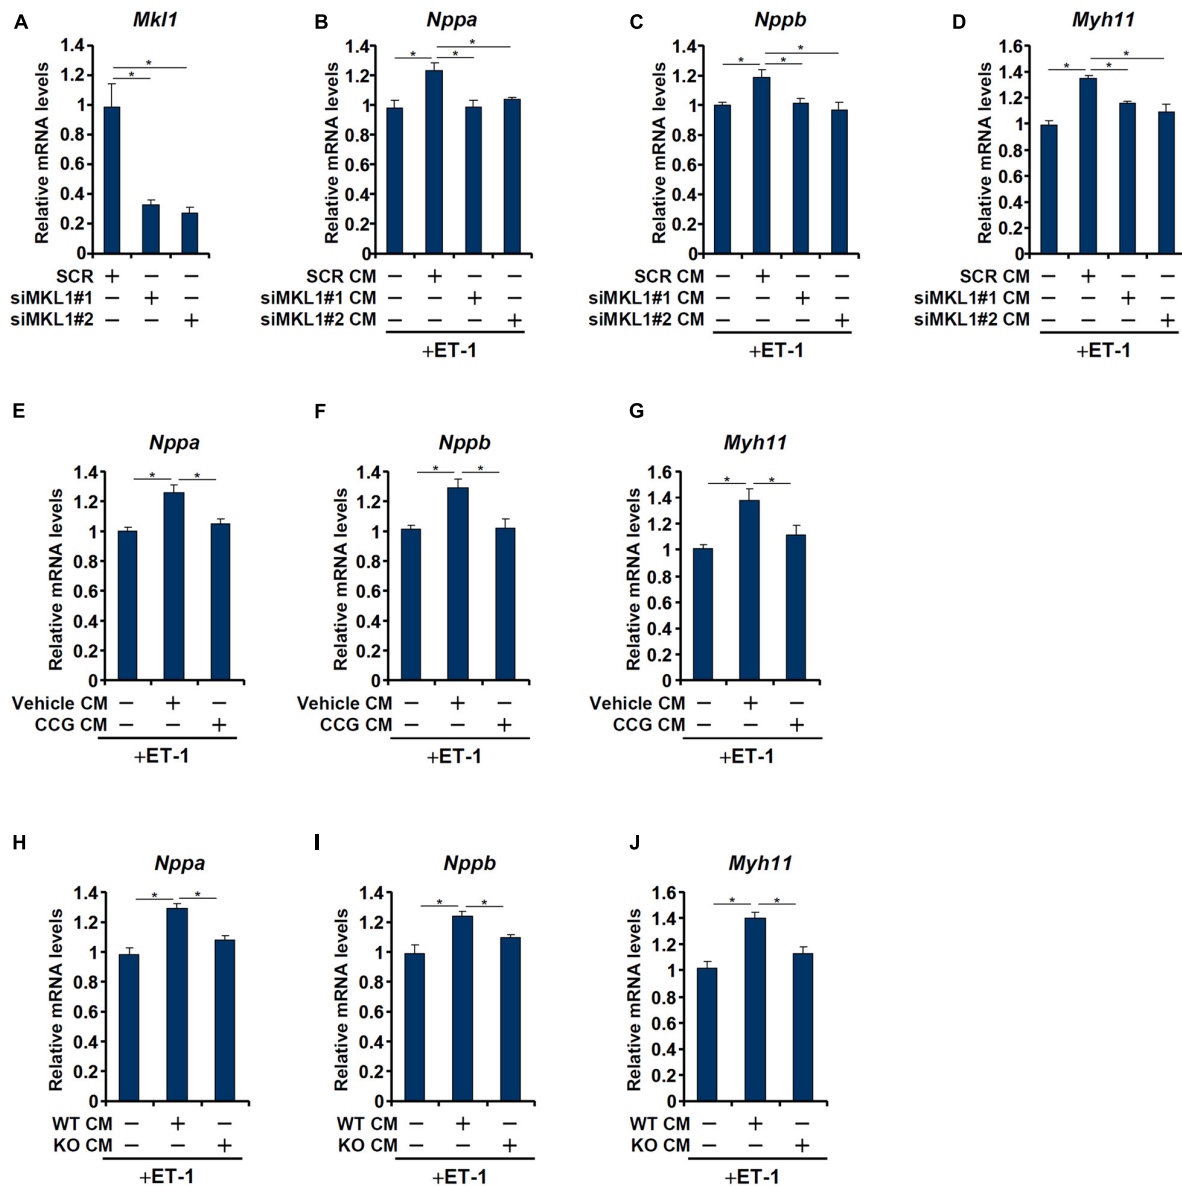 A
Mkl1
Relative mRNA levels
1.4
1.2
1
0.8
0.6
0.4
0.2
0
*
*
SCR + − −
siMKL1#1 − + −
siMKL1#2 − − +
B
Nppa
Relative mRNA levels
1.4
1.2
1
0.8
0.6
0.4
0.2
0
* * *
SCR CM − + − −
siMKL1#1 CM − − + −
siMKL1#2 CM − − − +
+ET-1
C
Nppb
Relative mRNA levels
1.4
1.2
1
0.8
0.6
0.4
0.2
0
* * *
SCR CM − + − −
siMKL1#1 CM − − + −
siMKL1#2 CM − − − +
+ET-1
D
Myh11
Relative mRNA levels
1.6
1.4
1.2
1
0.8
0.6
0.4
0.2
0
* * *
SCR CM − + − −
siMKL1#1 CM − − + −
siMKL1#2 CM − − − +
+ET-1
E
Nppa
Relative mRNA levels
1.4
1.2
1
0.8
0.6
0.4
0.2
0
* *
Vehicle CM − + −
CCG CM − − +
+ET-1
F
Nppb
Relative mRNA levels
1.4
1.2
1
0.8
0.6
0.4
0.2
0
* *
− + −
− − +
+ET-1
G
Myh11
Relative mRNA levels
1.6
1.4
1.2
1
0.8
0.6
0.4
0.2
0
* *
Vehicle CM − + −
CCG CM − − +
+ET-1
H
Nppa
Relative mRNA levels
1.4
1.2
1
0.8
0.6
0.4
0.2
0
* *
WT CM − + −
KO CM − − +
+ET-1
I
Nppb
Relative mRNA levels
1.4
1.2
1
0.8
0.6
0.4
0.2
0
* *
WT CM − + −
KO CM − − +
+ET-1
J
Myh11
Relative mRNA levels
1.6
1.4
1.2
1
0.8
0.6
0.4
0.2
0
* *
WT CM − + −
KO CM − − +
+ET-1